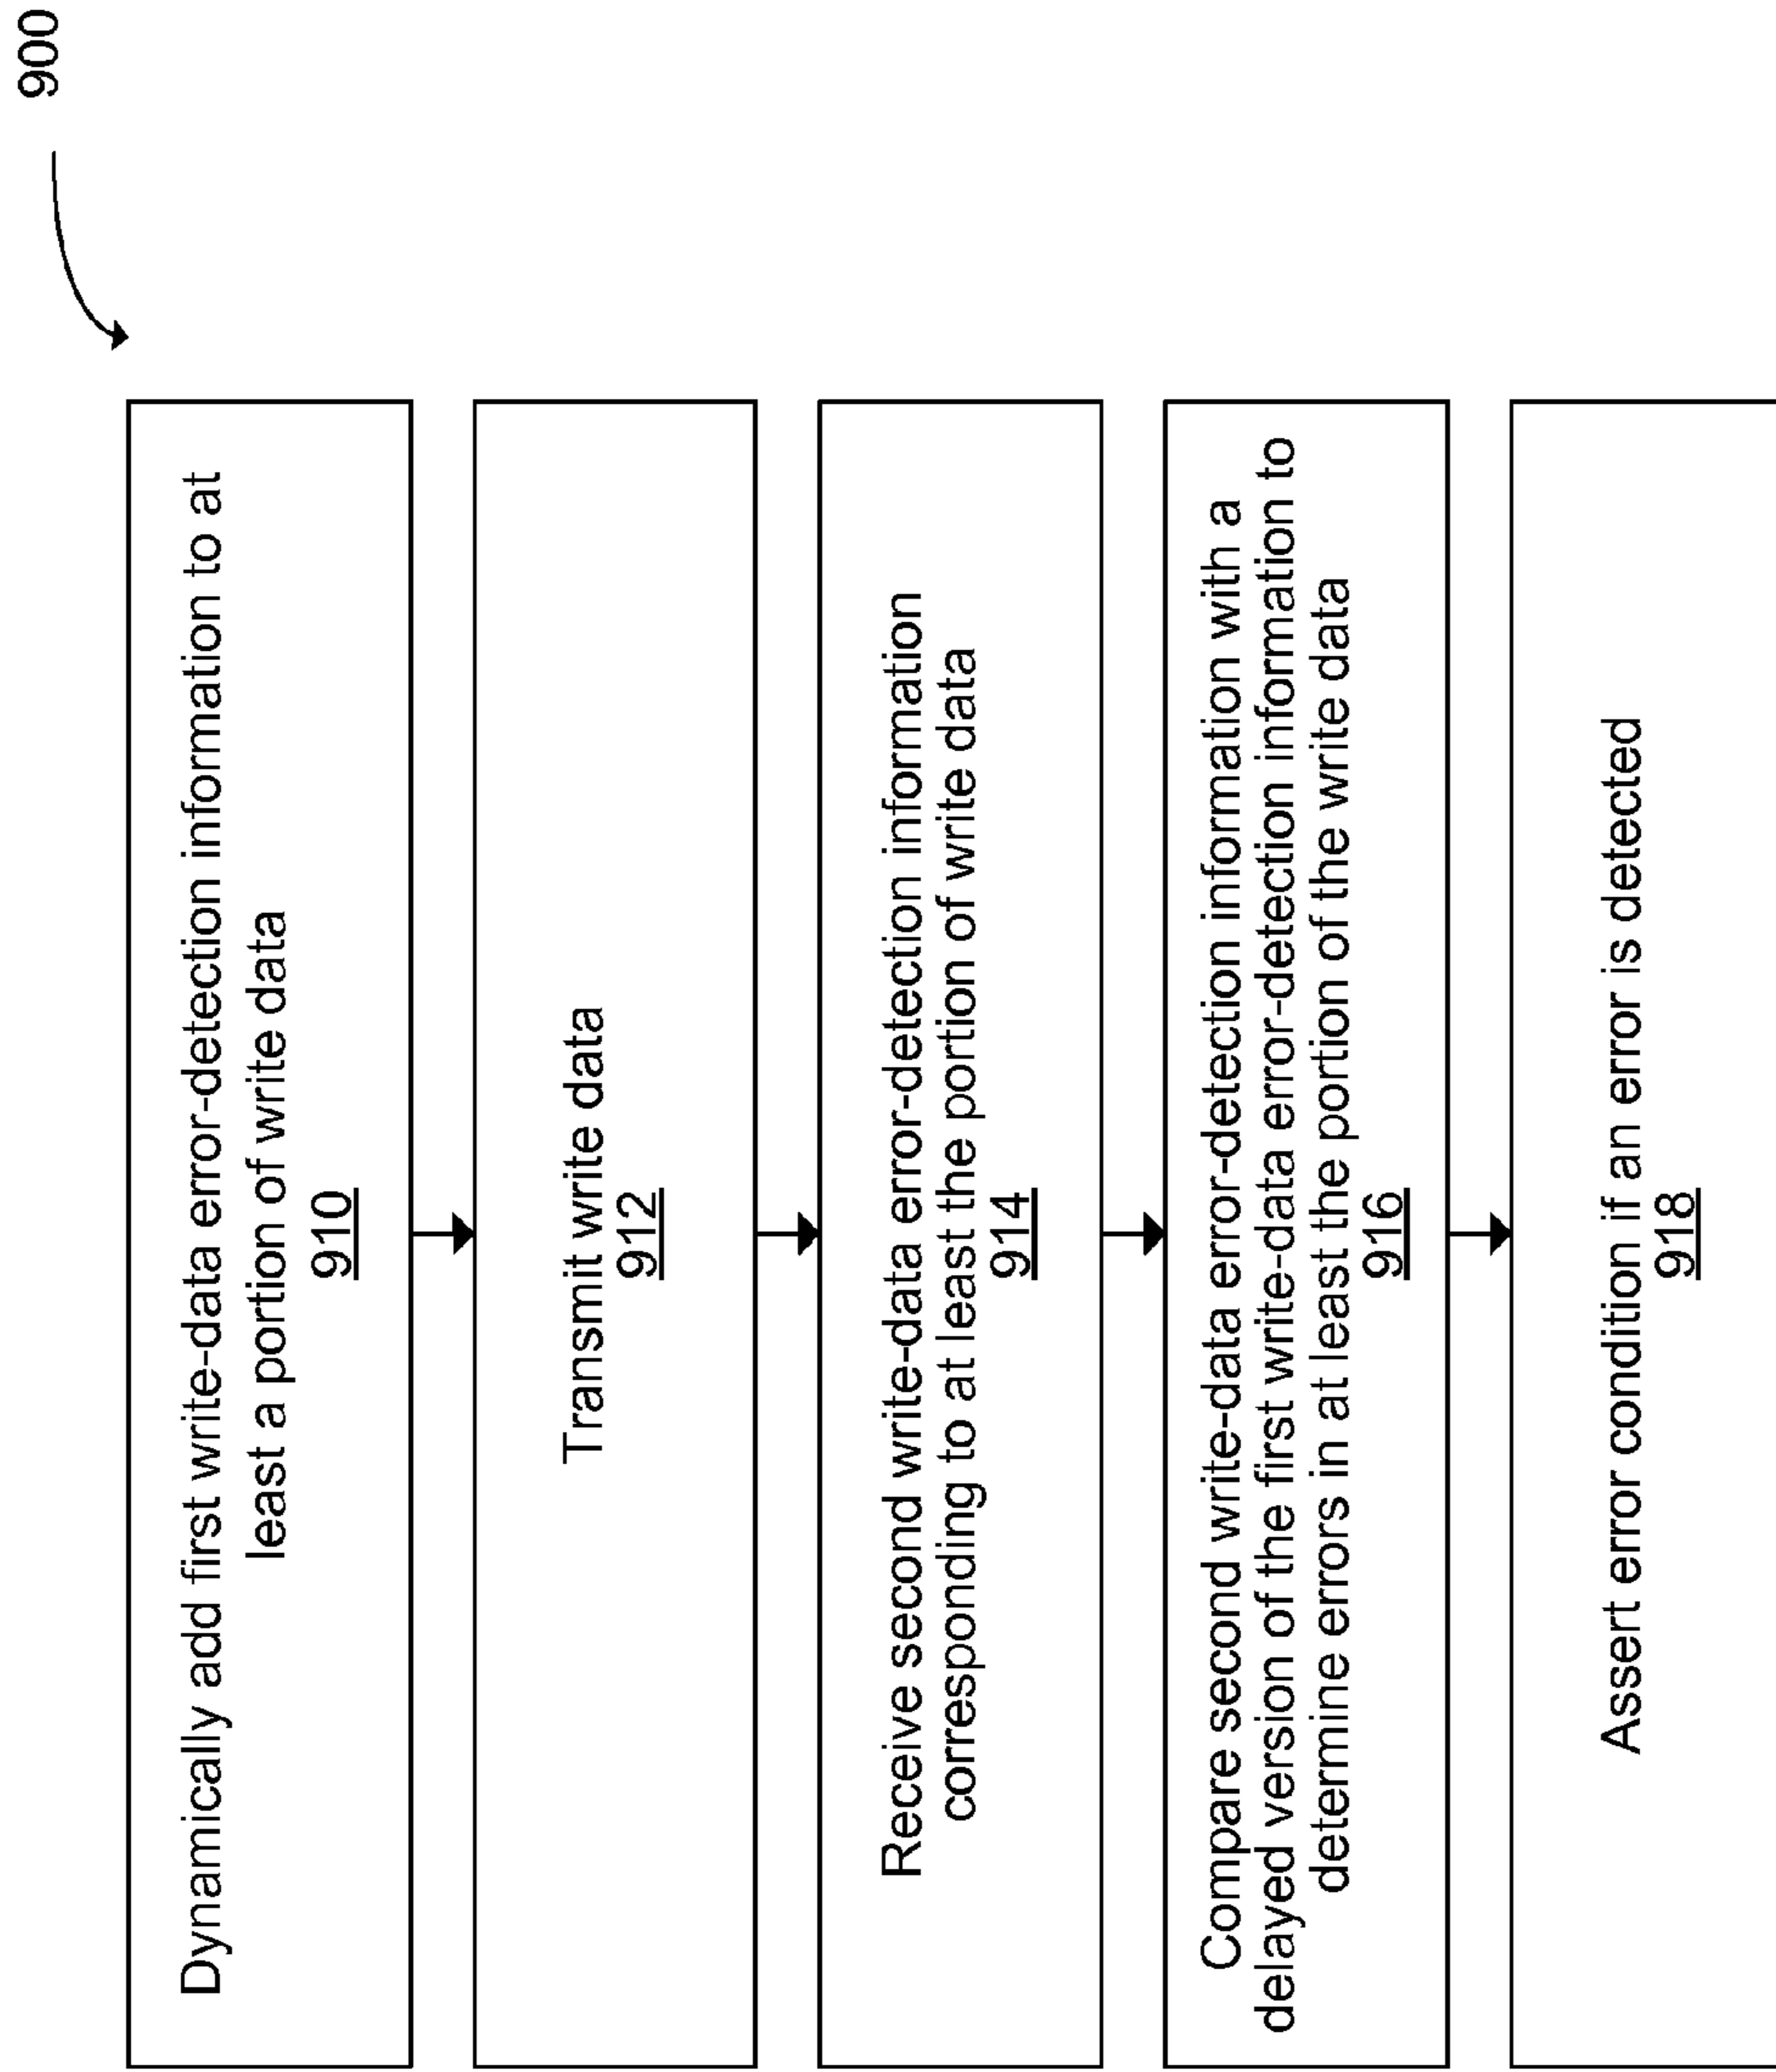 900
Dynamically add first write-data error-detection information to at
least a portion of write data
910
Transmit write data
912
Receive second write-data error-detection information
corresponding to at least the portion of write data
914
Compare second write-data error-detection information with a
delayed version of the first write-data error-detection information to
determine errors in at least the portion of the write data
916
Assert error condition if an error is detected
918